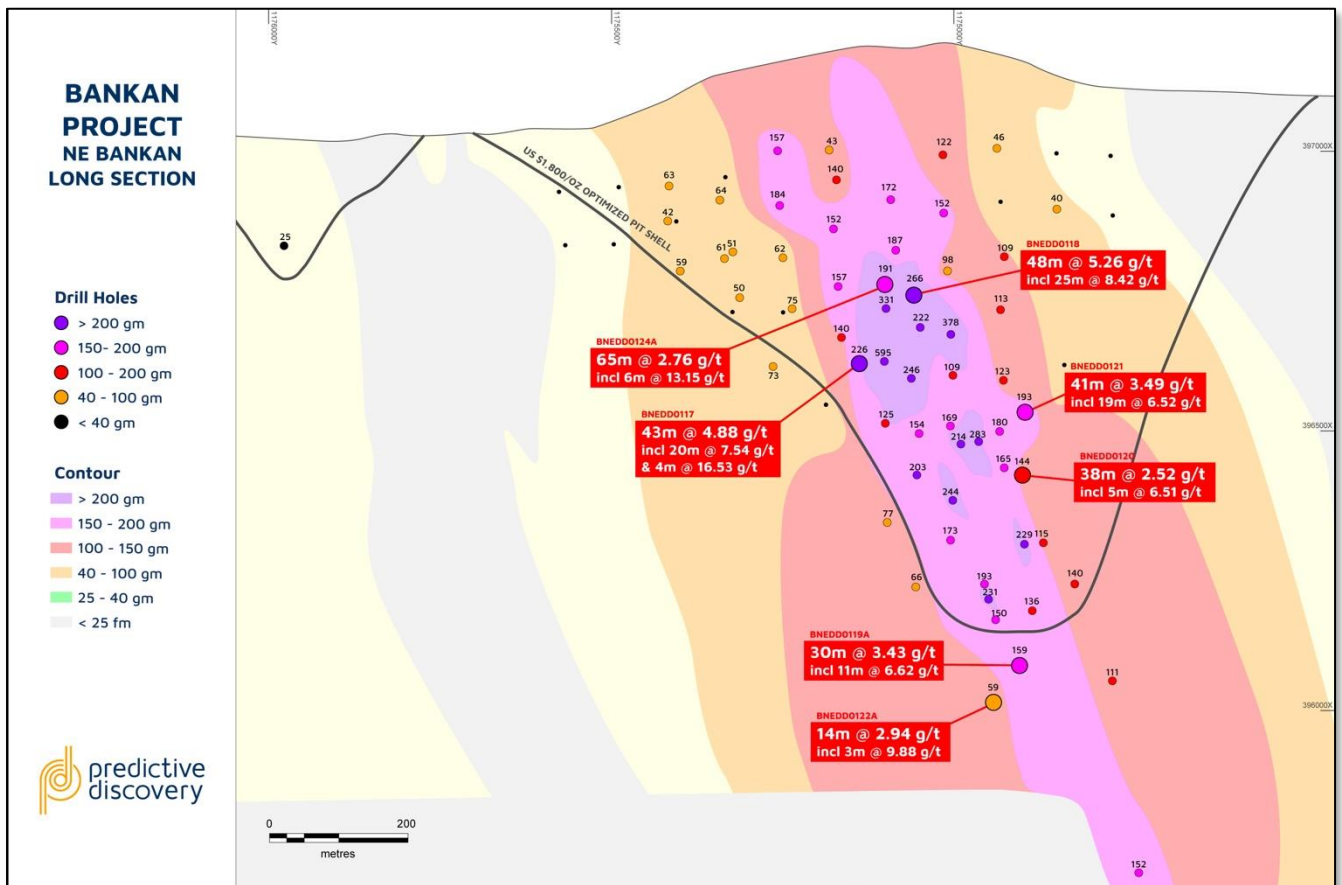 BANKAN
PROJECT
NE BANKAN
LONG SECTION
Drill Holes
> 200 gm
150- 200 gm
100 - 200 gm
40 - 100 gm
< 40 gm
Contour
> 200 gm
150 - 200 gm
100 - 150 gm
40 - 100 gm
25 - 40 gm
< 25 fm
predictive
discovery
1176000Y
1175500Y
1175000Y
397000X
396500X
396000X
US $1,800/OZ OPTIMIZED PIT SHELL
25
63
42
64
59
61
51
62
50
75
73
157
43
140
184
152
172
122
46
152
40
187
109
98
157
191
266
331
222
378
113
140
226
595
246
109
123
193
125
154
169
214
283
180
203
165
144
244
77
173
229
115
66
193
231
150
136
140
159
59
111
152
BNEDD0118
48m @ 5.26 g/t
incl 25m @ 8.42 g/t
BNEDD0124A
65m @ 2.76 g/t
incl 6m @ 13.15 g/t
BNEDD0121
41m @ 3.49 g/t
incl 19m @ 6.52 g/t
BNEDD0117
43m @ 4.88 g/t
incl 20m @ 7.54 g/t
& 4m @ 16.53 g/t
BNEDD0120
38m @ 2.52 g/t
incl 5m @ 6.51 g/t
BNEDD0119A
30m @ 3.43 g/t
incl 11m @ 6.62 g/t
BNEDD0122A
14m @ 2.94 g/t
incl 3m @ 9.88 g/t
0 200
metres